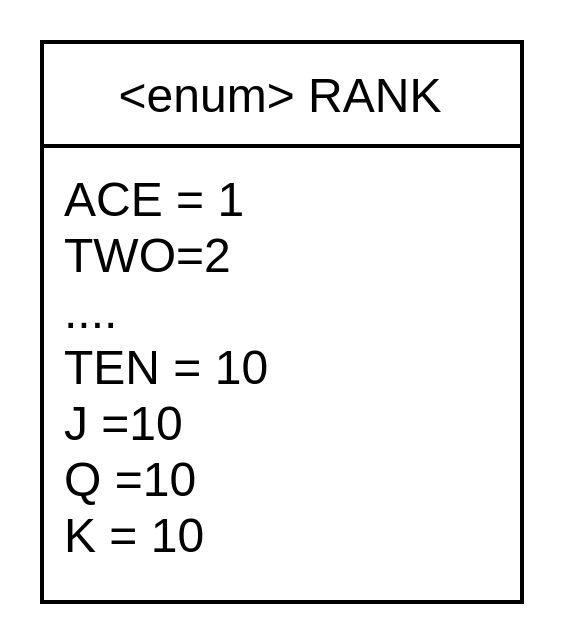 <enum> RANK
ACE = 1
TWO=2
....
TEN = 10
J =10
Q =10
K = 10